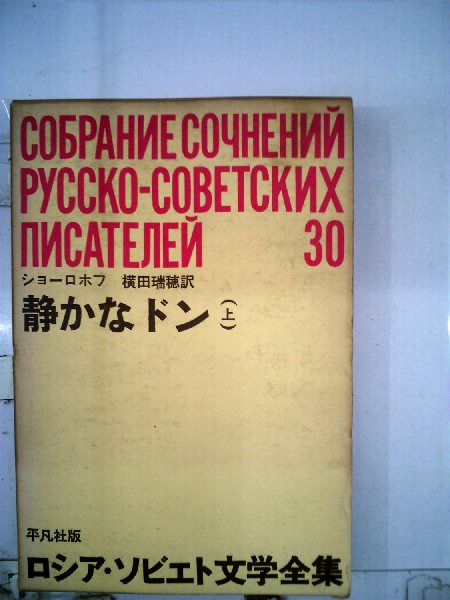 СОБРАНИЕ СОЧНЕНИЙ
РУССКО-СОВЕТСКИХ
ПИСАТЕЛЕЙ 30
ショーロホフ 横田瑞穂訳
静かなドン(上)
平凡社版
ロシア・ソビエト文学全集